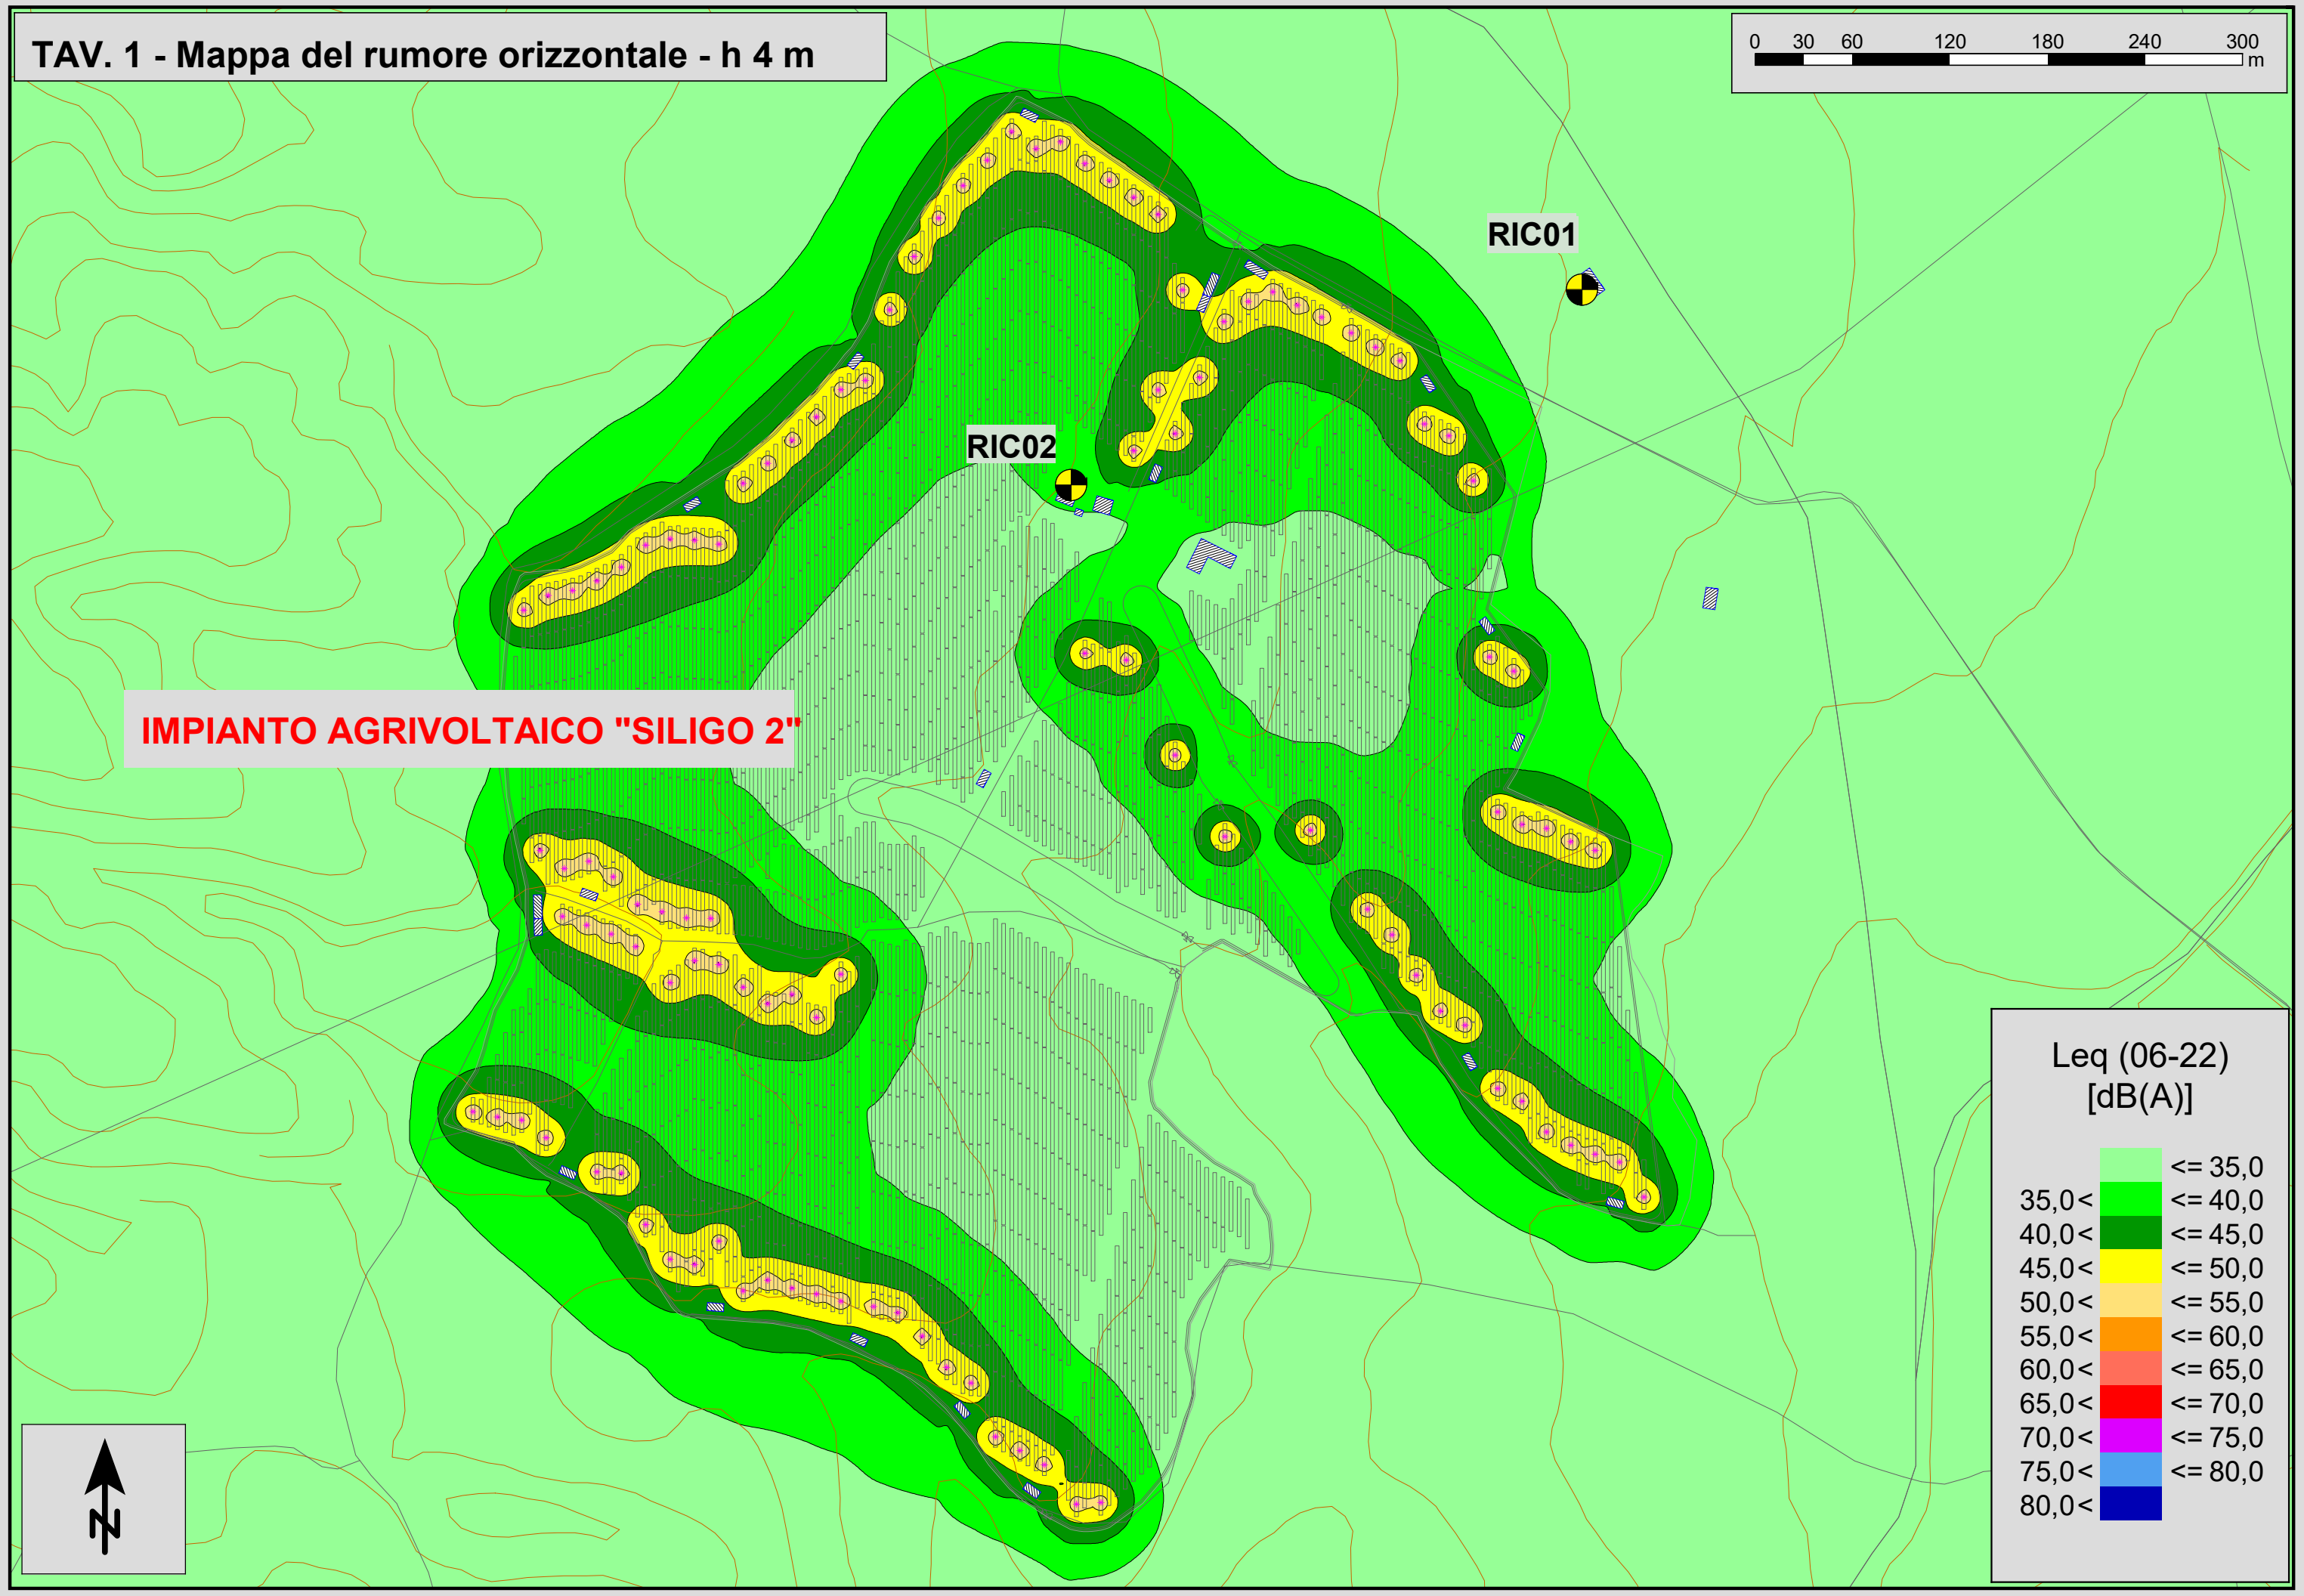 TAV. 1 - Mappa del rumore orizzontale - h 4 m
0 30 60 120 180 240 300
m
RIC01
RIC02
IMPIANTO AGRIVOLTAICO "SILIGO 2"
Leq (06-22)
[dB(A)]
<= 35,0
35,0 < <= 40,0
40,0 < <= 45,0
45,0 < <= 50,0
50,0 < <= 55,0
55,0 < <= 60,0
60,0 < <= 65,0
65,0 < <= 70,0
70,0 < <= 75,0
75,0 < <= 80,0
80,0 <
N